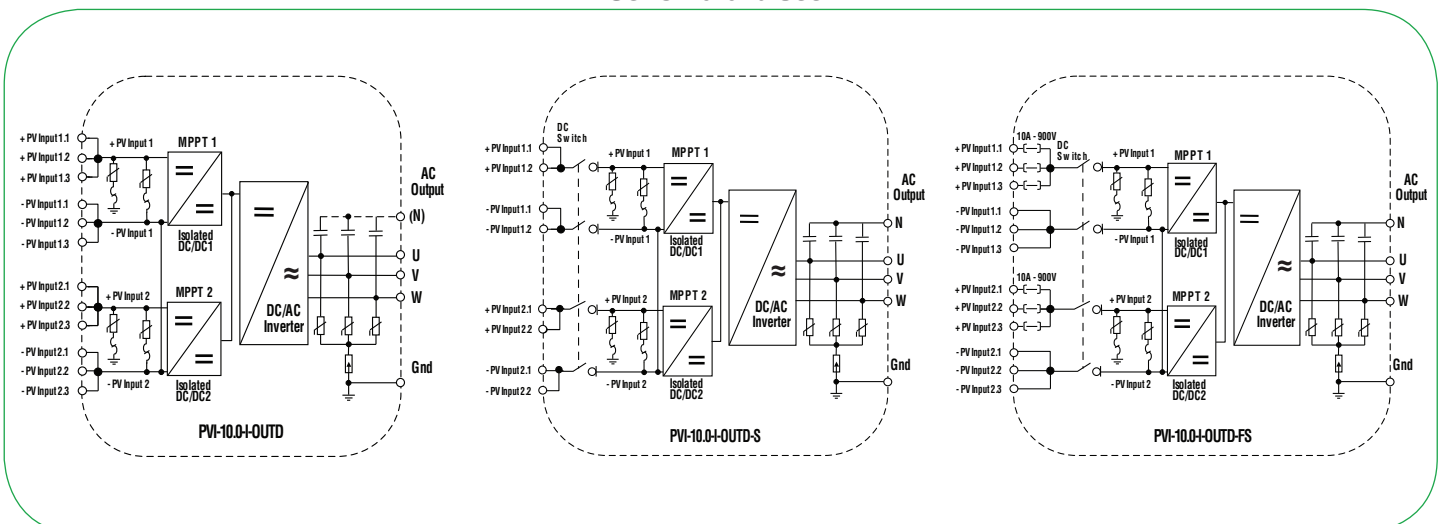 + PV Input 1.1
+ PV Input 1.2
+ PV Input 1.3
- PV Input 1.1
- PV Input 1.2
- PV Input 1.3
+ PV Input 2.1
+ PV Input 2.2
+ PV Input 2.3
- PV Input 2.1
- PV Input 2.2
- PV Input 2.3
+ PV Input 1
- PV Input 1
+ PV Input 2
- PV Input 2
MPPT 1
Isolated
DC/DC1
MPPT 2
Isolated
DC/DC2
DC/AC
Inverter
AC
Output
(N)
U
V
W
Gnd
PVI-10.0-I-OUTD
DC
Switch
+ PV Input 1.1
+ PV Input 1.2
- PV Input 1.1
- PV Input 1.2
+ PV Input 2.1
+ PV Input 2.2
- PV Input 2.1
- PV Input 2.2
+ PV Input 1
- PV Input 1
+ PV Input 2
- PV Input 2
MPPT 1
Isolated
DC/DC1
MPPT 2
Isolated
DC/DC2
DC/AC
Inverter
AC
Output
N
U
V
W
Gnd
PVI-10.0-I-OUTD-S
10A - 900V
DC
Switch
+ PV Input 1.1
+ PV Input 1.2
+ PV Input 1.3
- PV Input 1.1
- PV Input 1.2
- PV Input 1.3
10A - 900V
+ PV Input 2.1
+ PV Input 2.2
+ PV Input 2.3
- PV Input 2.1
- PV Input 2.2
- PV Input 2.3
+ PV Input 1
- PV Input 1
+ PV Input 2
- PV Input 2
MPPT 1
Isolated
DC/DC1
MPPT 2
Isolated
DC/DC2
DC/AC
Inverter
AC
Output
N
U
V
W
Gnd
PVI-10.0-I-OUTD-FS